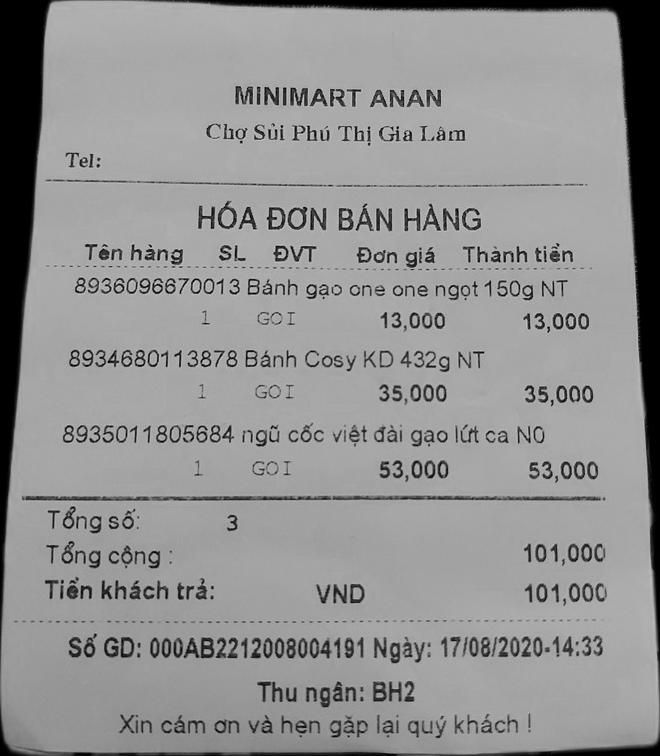 MINIMART ANAN
Chợ Sủi Phú Thị Gia Lâm
Tel:
HÓA ĐƠN BÁN HÀNG
Tên hàng SL ĐVT Đơn giá Thành tiền
8936096670013 Bánh gạo one one ngọt 150g NT
1 GOI 13,000 13,000
8934680113878 Bánh Cosy KD 432g NT
1 GOI 35,000 35,000
8935011805684 ngũ cốc việt đài gạo lứt ca N0
1 GOI 53,000 53,000
Tổng số: 3
Tổng cộng : 101,000
Tiền khách trả: VND 101,000
Số GD: 000AB2212008004191 Ngày: 17/08/2020-14:33
Thu ngân: BH2
Xin cám ơn và hẹn gặp lại quý khách !